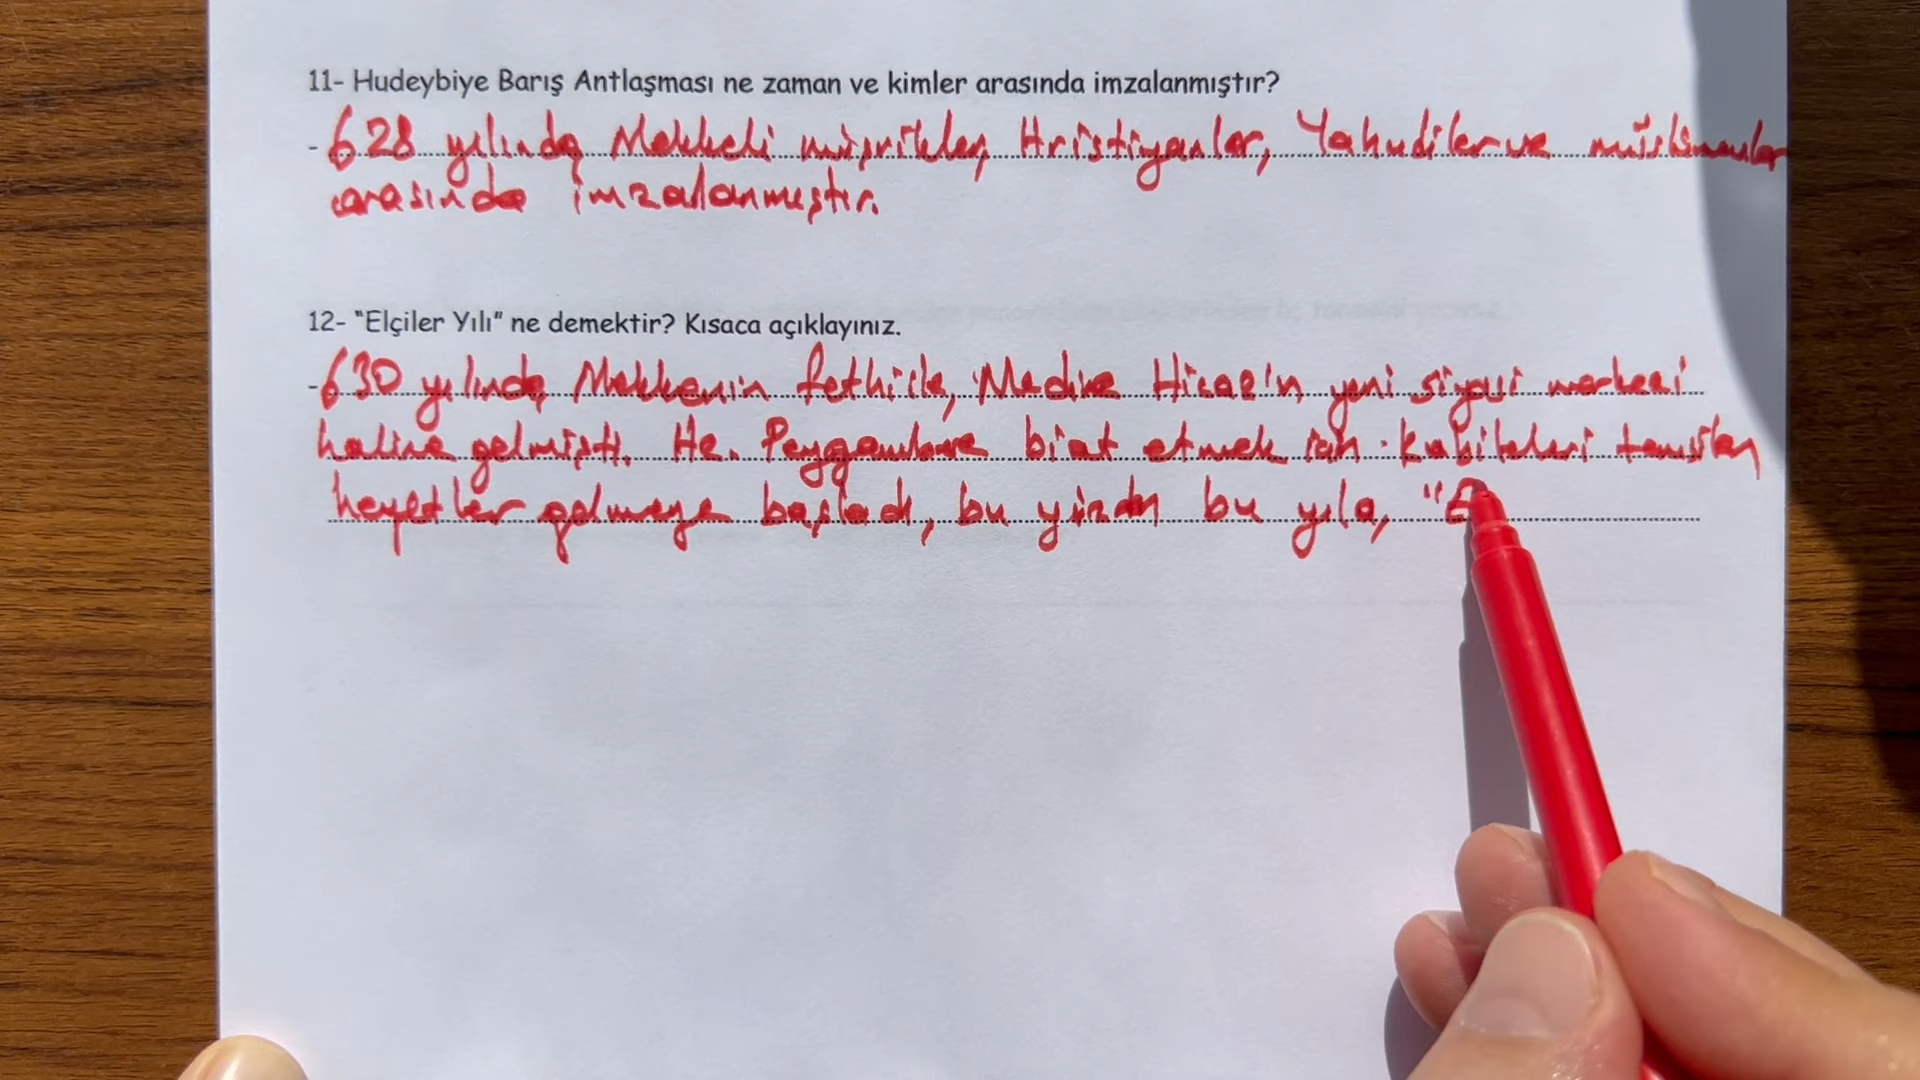 11- Hudeybiye Barış Antlaşması ne zaman ve kimler arasında imzalanmıştır?
- 628 yılında Mekkeli müşrikler, Hristiyanlar, Yahudiler ve müslümanlar
arasında imzalanmıştır.
12- "Elçiler Yılı" ne demektir? Kısaca açıklayınız.
- 630 yılında, Mekkenin fethiyle, Medine Hicaz'ın yeni siyasi merkezi
haline gelmişti. Hz. Peygambere biat etmek için kabileleri temsilen
heyetler gelmeye başladı, bu yüzden bu yıla, "E